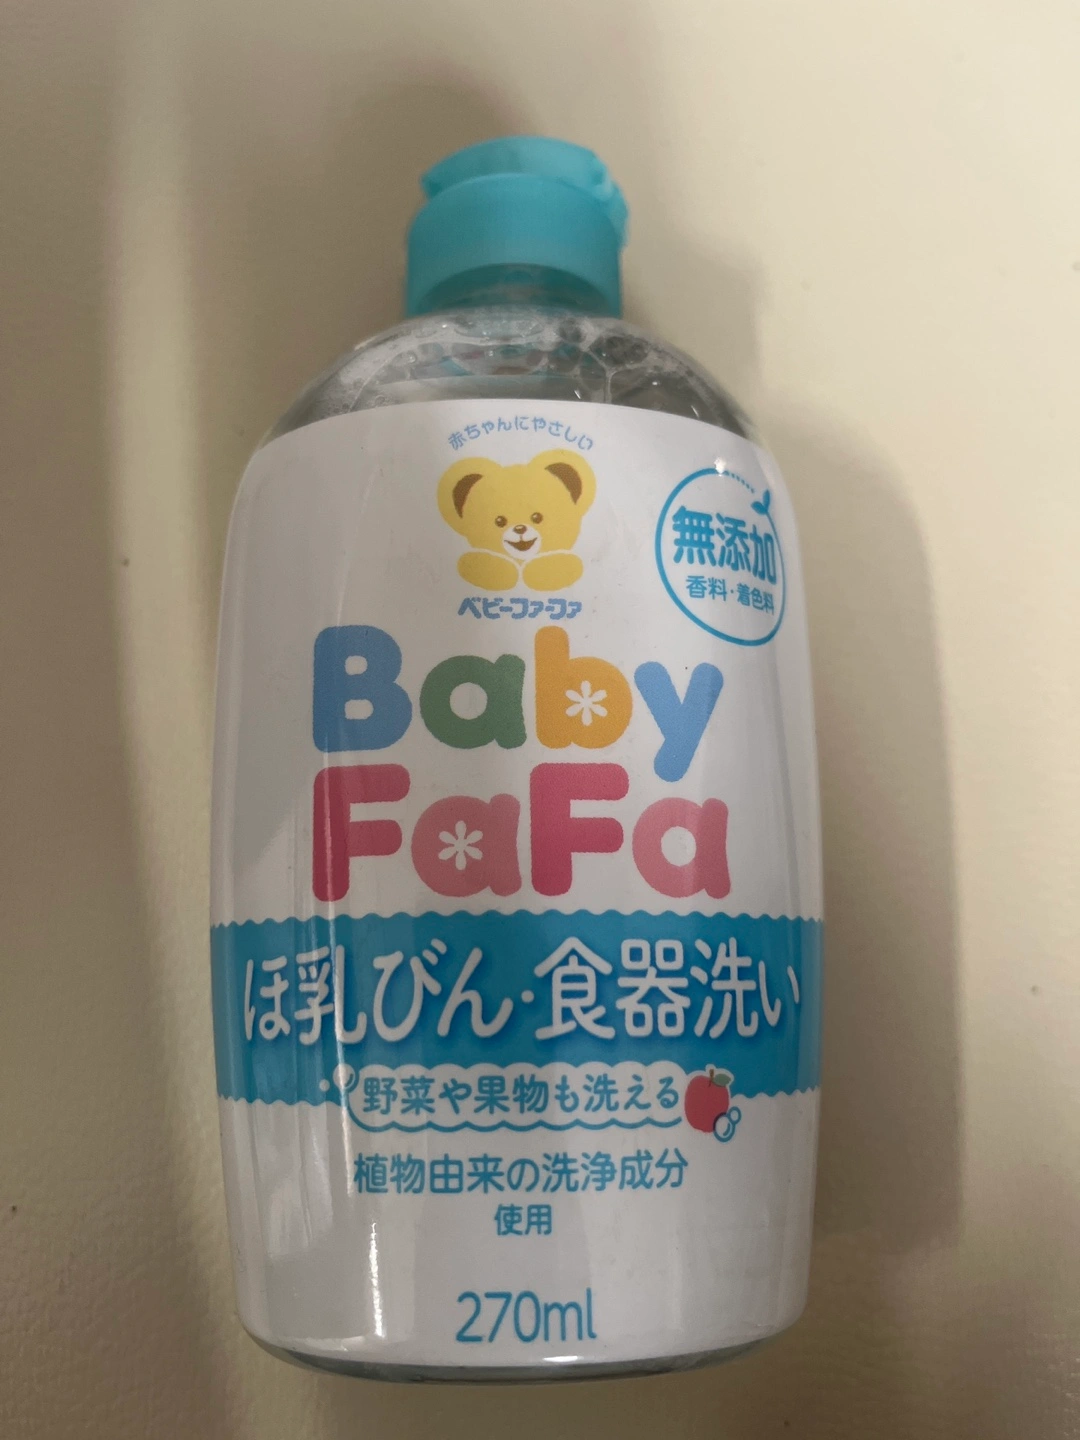 赤ちゃんにやさしい
ベビーファーファ
無添加
香料・着色料
Baby
FaFa
ほ乳びん・食器洗い
野菜や果物も洗える
植物由来の洗浄成分
使用
270ml